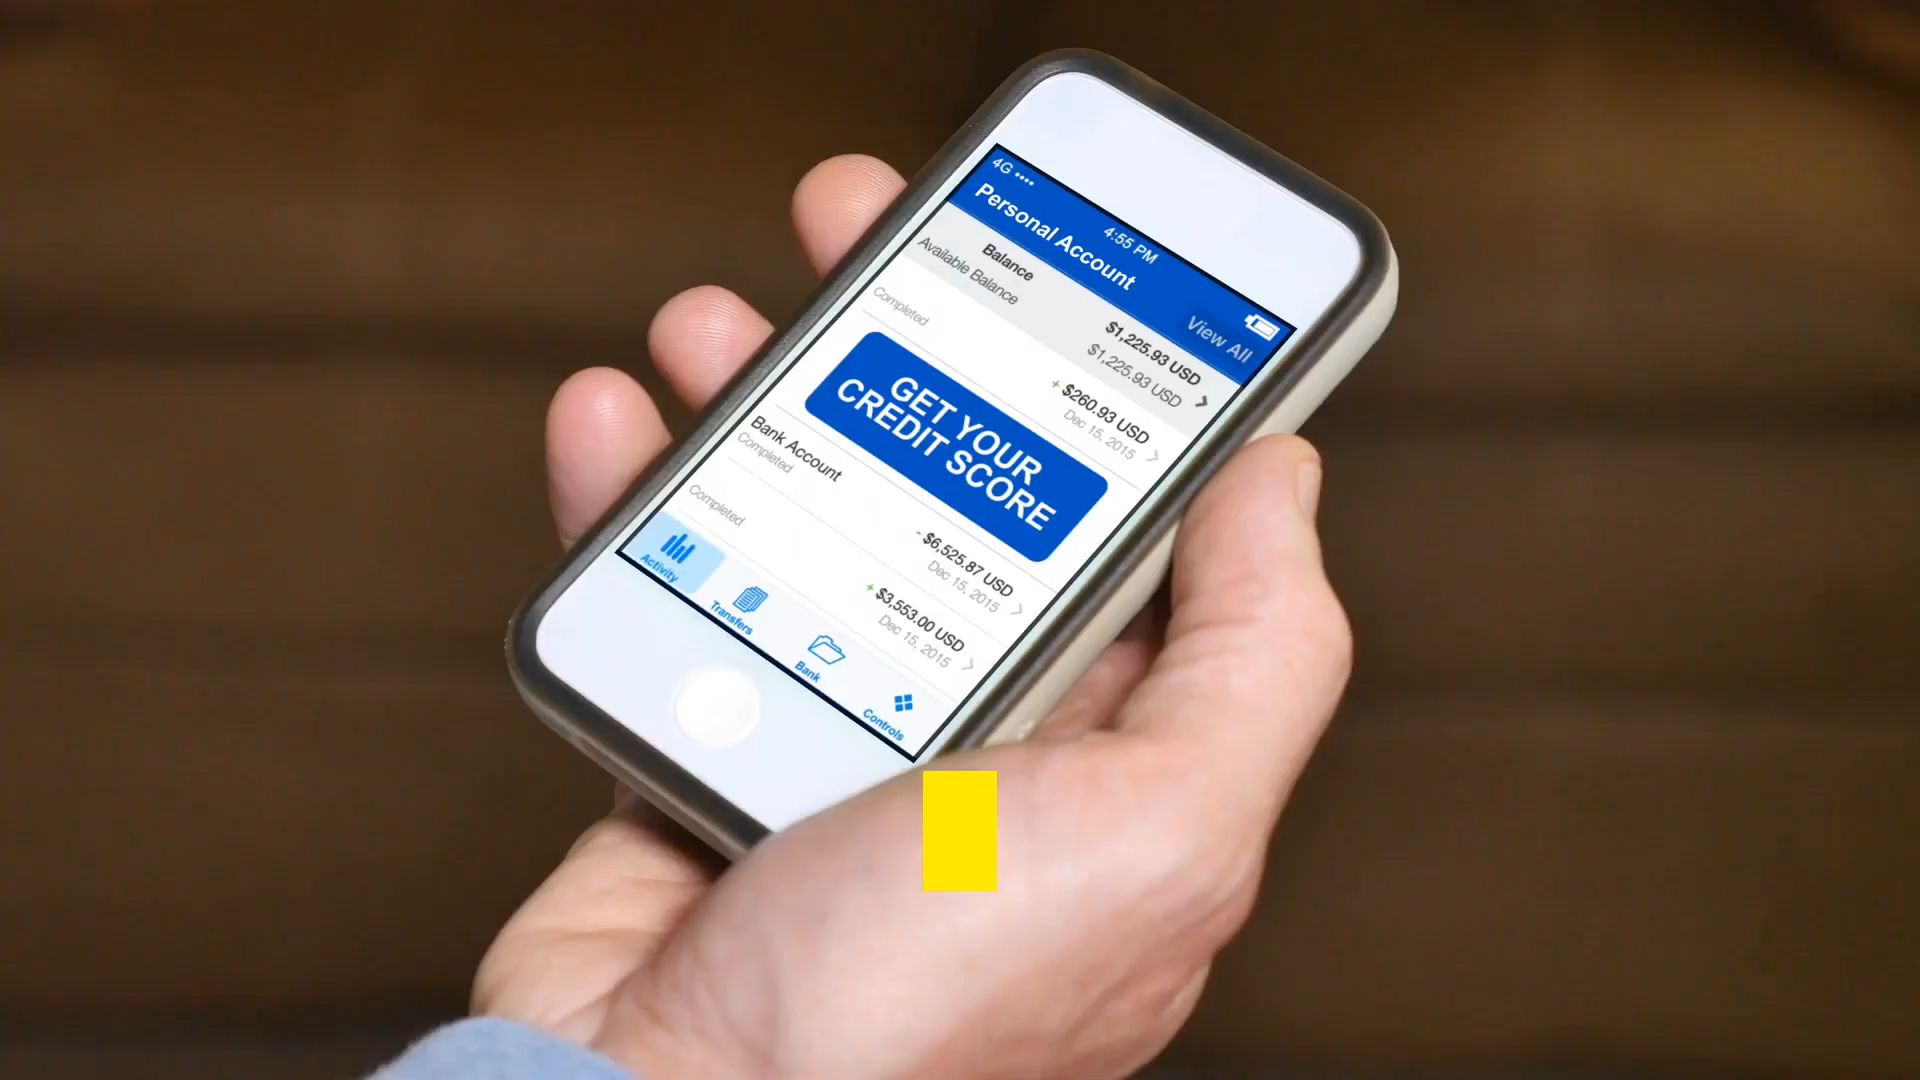 4G
4:55 PM
Personal Account
View All
Balance
$1,225.93 USD
Available Balance
$1,225.93 USD
Completed
+ $260.93 USD
Dec 15, 2015
GET YOUR
CREDIT SCORE
Bank Account
- $6,525.87 USD
Completed
Dec 15, 2015
+ $3,553.00 USD
Completed
Dec 15, 2015
Activity
Transfers
Bank
Controls